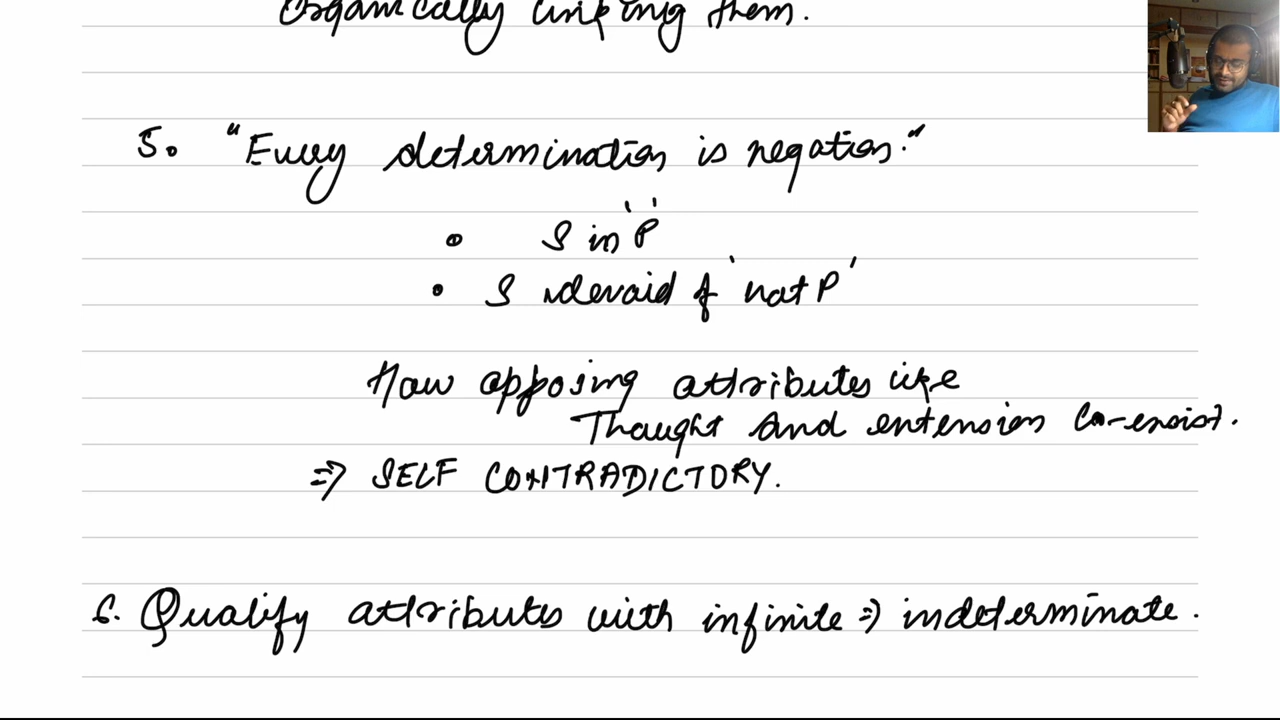 organically linking them.
5. "Every determination is negation."
• S is 'P'
• S is devoid of 'not P'
How opposing attributes like
Thought and extension co-exist.
⇒ SELF CONTRADICTORY.
6. Qualify attributes with infinite ⇒ indeterminate.